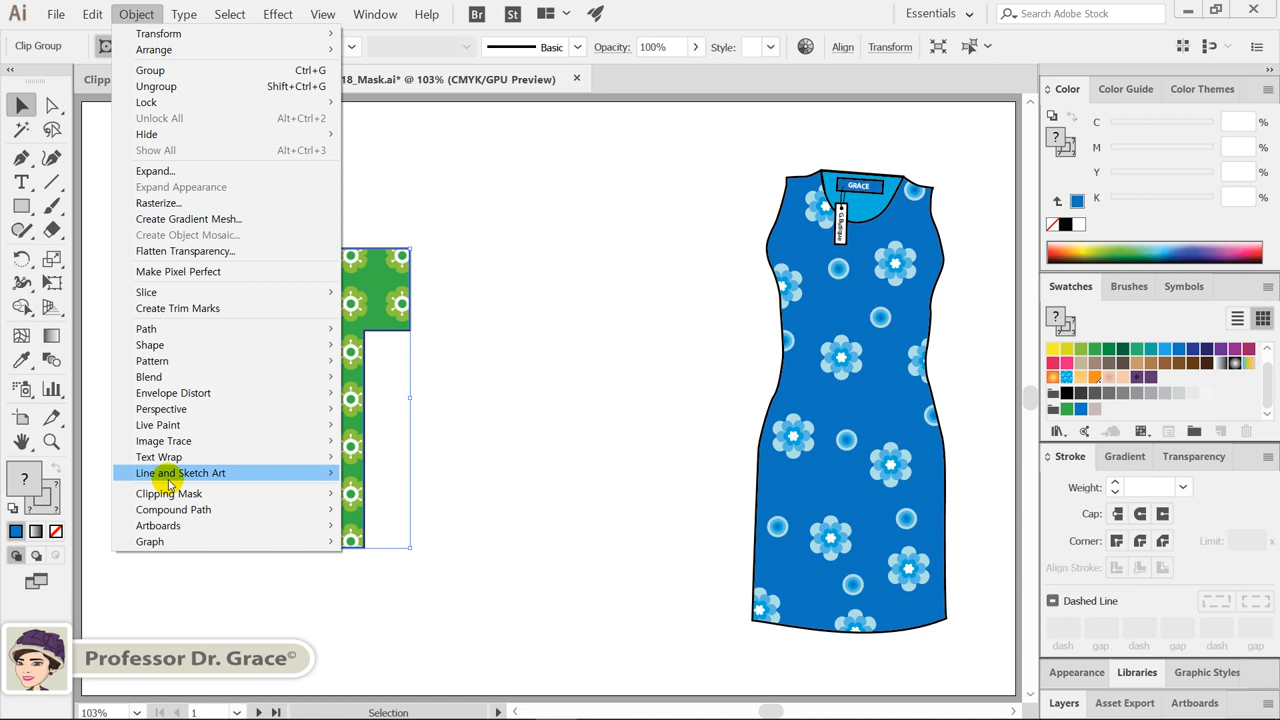 Ai File Edit Object Type Select Effect View Window Help Br St Essentials Search Adobe Stock
Clip Group Basic Opacity: 100% Style: Align Transform
Clipp 18_Mask.ai* @ 103% (CMYK/GPU Preview)
Transform
Arrange
Group Ctrl+G
Ungroup Shift+Ctrl+G
Lock
Unlock All Alt+Ctrl+2
Hide
Show All Alt+Ctrl+3
Expand...
Expand Appearance
Rasterize...
Create Gradient Mesh...
Create Object Mosaic...
Flatten Transparency...
Make Pixel Perfect
Slice
Create Trim Marks
Path
Shape
Pattern
Blend
Envelope Distort
Perspective
Live Paint
Image Trace
Text Wrap
Line and Sketch Art
Clipping Mask
Compound Path
Artboards
Graph
GRACE
G Butique
Color Color Guide Color Themes
C %
M %
Y %
K %
Swatches Brushes Symbols
Stroke Gradient Transparency
Weight:
Cap:
Corner: Limit: x
Align Stroke:
Dashed Line
dash gap dash gap dash gap
Appearance Libraries Graphic Styles
Layers Asset Export Artboards
? ? ?
Professor Dr. Grace©
103% 1 Selection